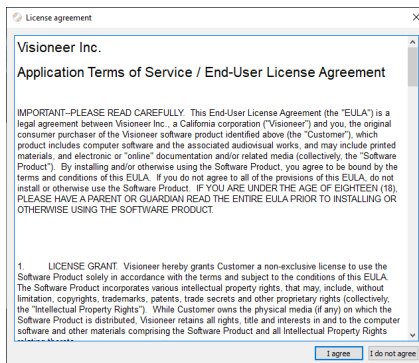 License agreement
Visioneer Inc.
Application Terms of Service / End-User License Agreement
IMPORTANT--PLEASE READ CAREFULLY. This End-User License Agreement (the "EULA") is a
legal agreement between Visioneer Inc., a California corporation ("Visioneer") and you, the original
consumer purchaser of the Visioneer software product identified above (the "Customer"), which
product includes computer software and the associated audiovisual works, and may include printed
materials, and electronic or "online" documentation and/or related media (collectively, the "Software
Product"). By installing and/or otherwise using the Software Product, you agree to be bound by the
terms and conditions of this EULA. If you do not agree to all of the provisions of this EULA, do not
install or otherwise use the Software Product. IF YOU ARE UNDER THE AGE OF EIGHTEEN (18),
PLEASE HAVE A PARENT OR GUARDIAN READ THE ENTIRE EULA PRIOR TO INSTALLING OR
OTHERWISE USING THE SOFTWARE PRODUCT.
1. LICENSE GRANT. Visioneer hereby grants Customer a non-exclusive license to use the
Software Product solely in accordance with the terms and subject to the conditions of this EULA.
The Software Product incorporates various intellectual property rights, that may, include, without
limitation, copyrights, trademarks, patents, trade secrets and other proprietary rights (collectively,
the "Intellectual Property Rights"). While Customer owns the physical media (if any) on which the
Software Product is distributed, Visioneer retains all rights, title and interests in and to the computer
software and other materials comprising the Software Product and all Intellectual Property Rights
relating thereto
I agree
I do not agree